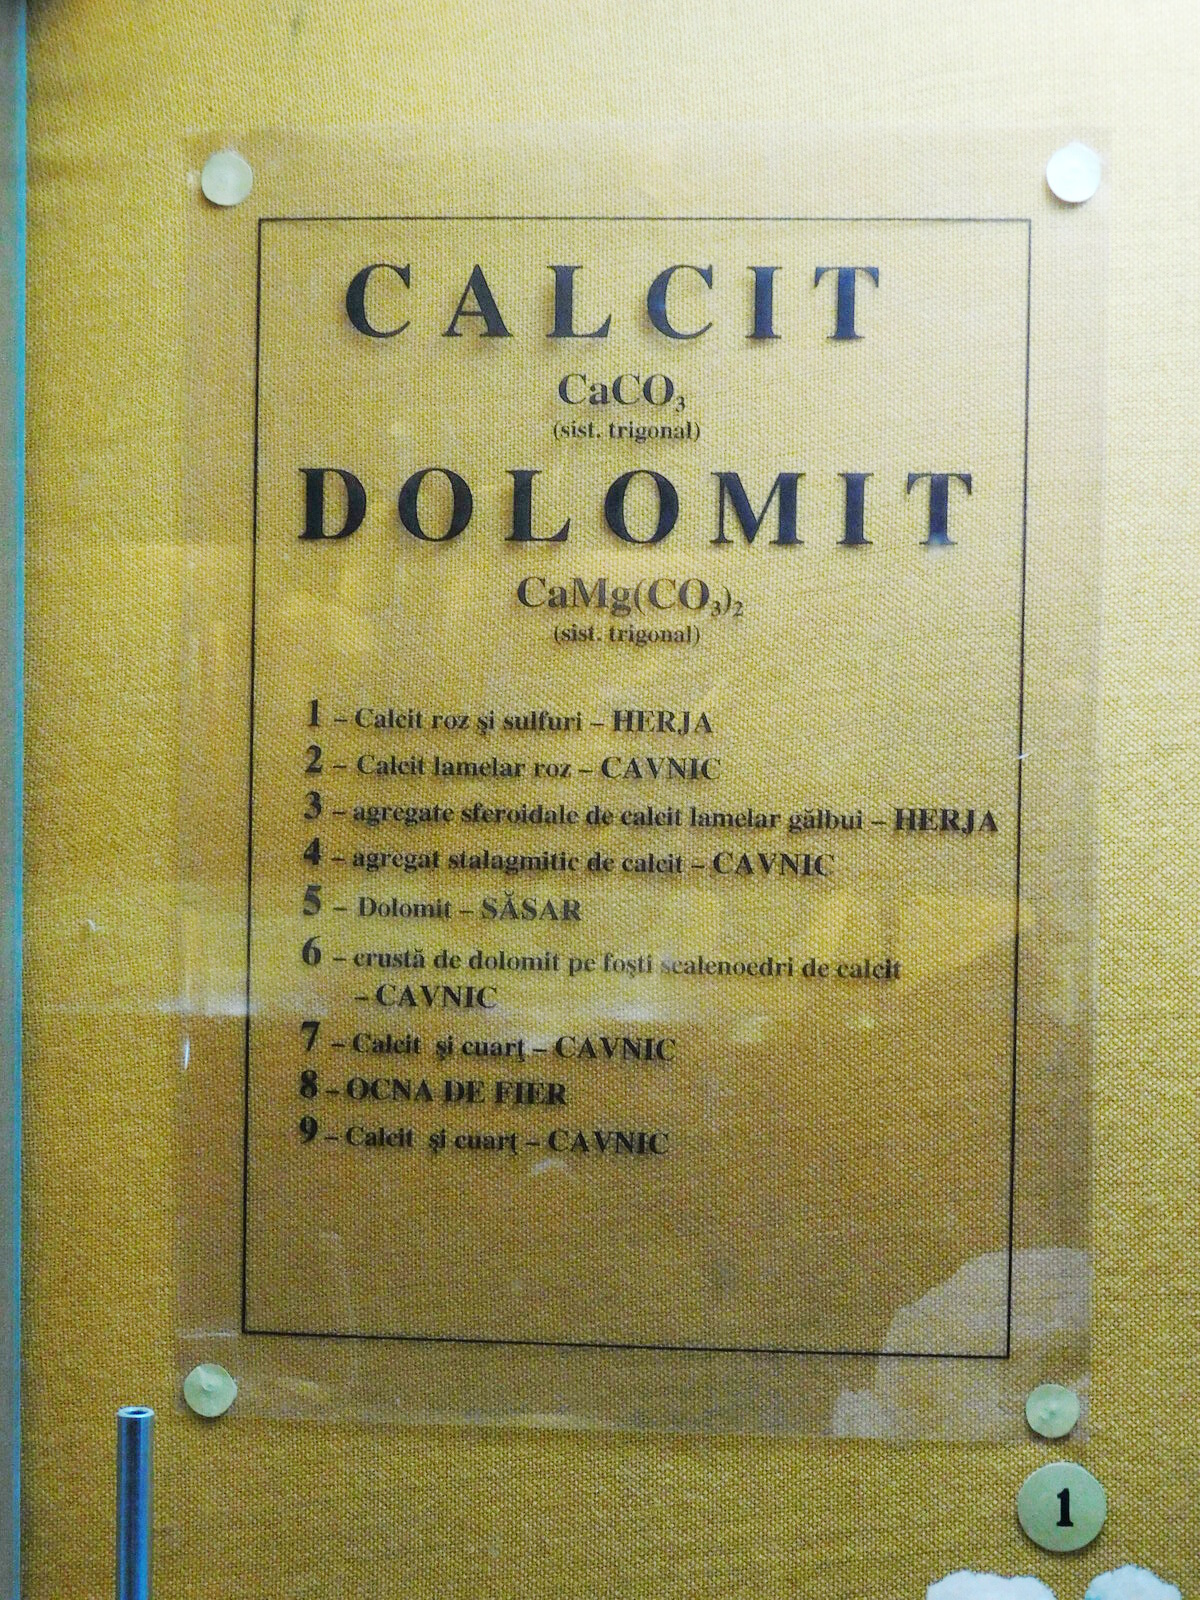 CALCIT
CaCO₃
(sist. trigonal)
DOLOMIT
CaMg(CO₃)₂
(sist. trigonal)
1 – Calcit roz şi sulfuri – HERJA
2 – Calcit lamelar roz – CAVNIC
3 – agregate sferoidale de calcit lamelar gălbui – HERJA
4 – agregat stalagmitic de calcit – CAVNIC
5 – Dolomit – SĂSAR
6 – crustă de dolomit pe foşti scalenoedri de calcit
– CAVNIC
7 – Calcit şi cuarţ – CAVNIC
8 – OCNA DE FIER
9 – Calcit şi cuarţ – CAVNIC
1